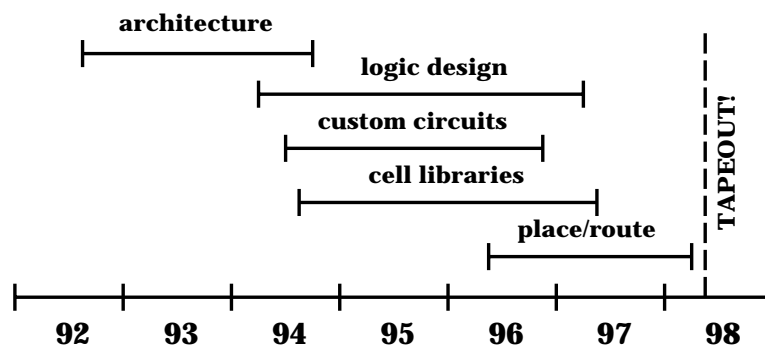 architecture
logic design
custom circuits
cell libraries
place/route
TAPEOUT!
92 93 94 95 96 97 98